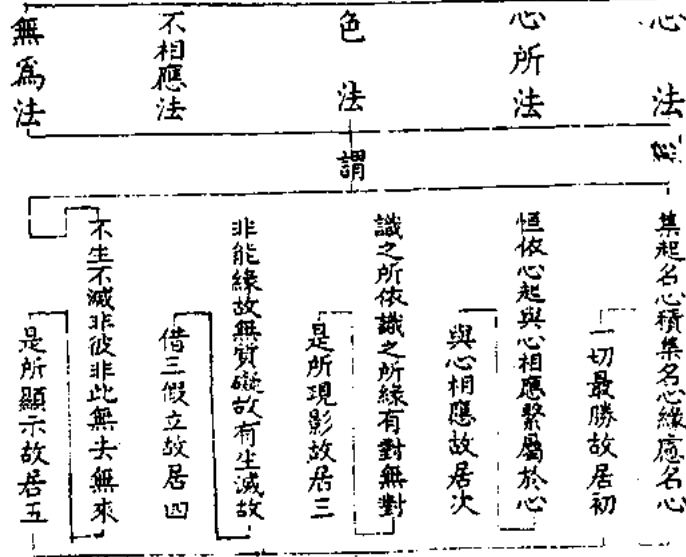 心法
心所法
色法
不相應法
無爲法
謂
集起名心積集名心緣慮名心
一切最勝故居初
恒依心起與心相應繫屬於心
與心相應故居次
識之所依識之所緣有對無對
是所現影故居三
非能緣故無質礙故有生滅故
借三假立故居四
不生不滅非彼非此無去無來
是所顯示故居五